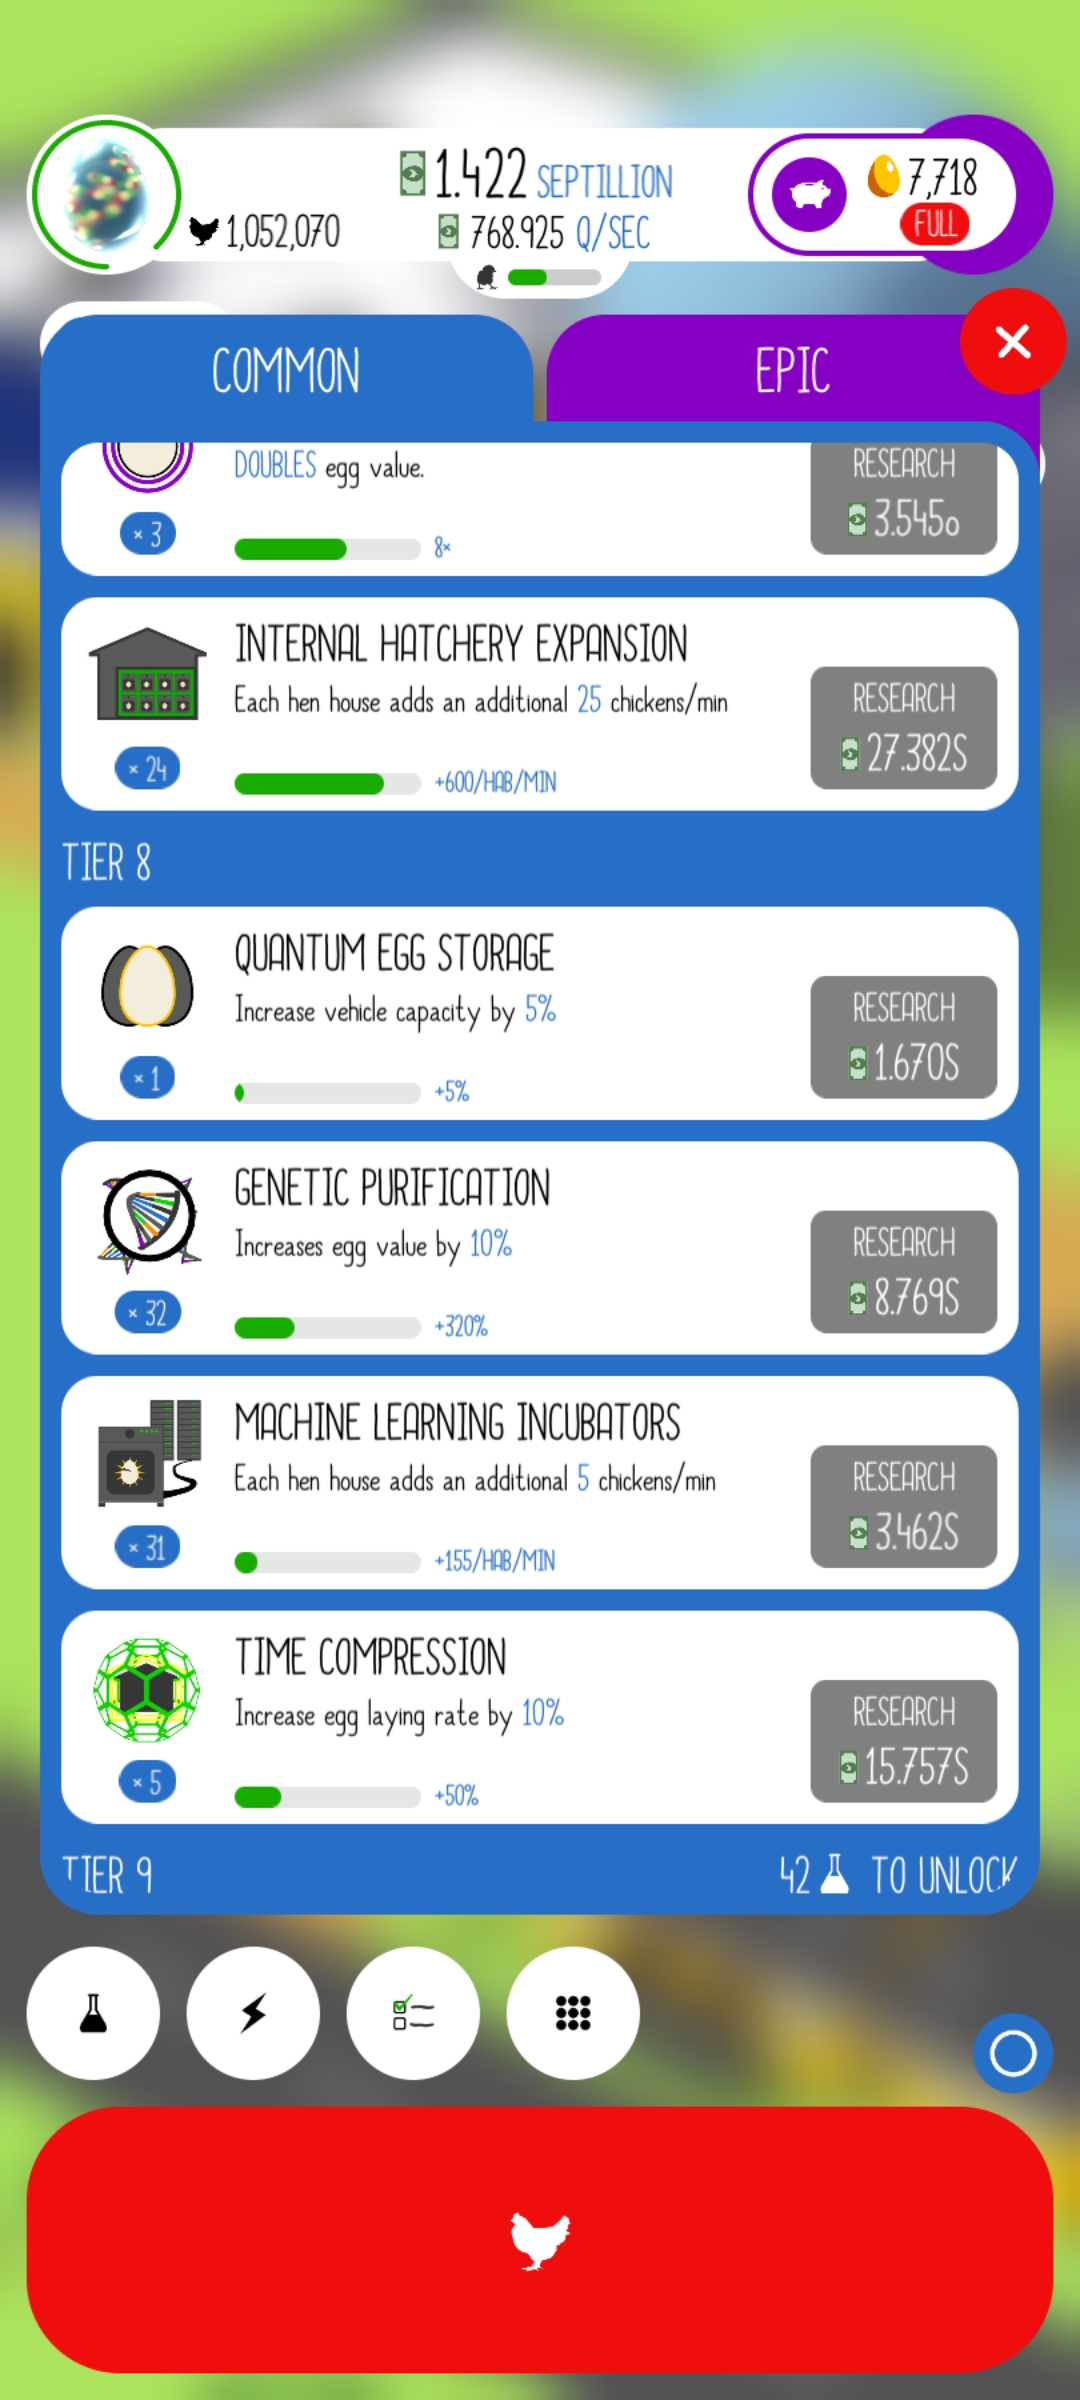 1.422 SEPTILLION
7,718
1,052,070
768.925 Q/SEC
FULL
COMMON
EPIC
DOUBLES egg value.
RESEARCH
3.545o
× 3
8×
INTERNAL HATCHERY EXPANSION
Each hen house adds an additional 25 chickens/min
RESEARCH
27.382S
× 24
+600/HAB/MIN
TIER 8
QUANTUM EGG STORAGE
Increase vehicle capacity by 5%
RESEARCH
1.670S
× 1
+5%
GENETIC PURIFICATION
Increases egg value by 10%
RESEARCH
8.769S
× 32
+320%
MACHINE LEARNING INCUBATORS
Each hen house adds an additional 5 chickens/min
RESEARCH
3.462S
× 31
+155/HAB/MIN
TIME COMPRESSION
Increase egg laying rate by 10%
RESEARCH
15.757S
× 5
+50%
TIER 9
42 TO UNLOCK